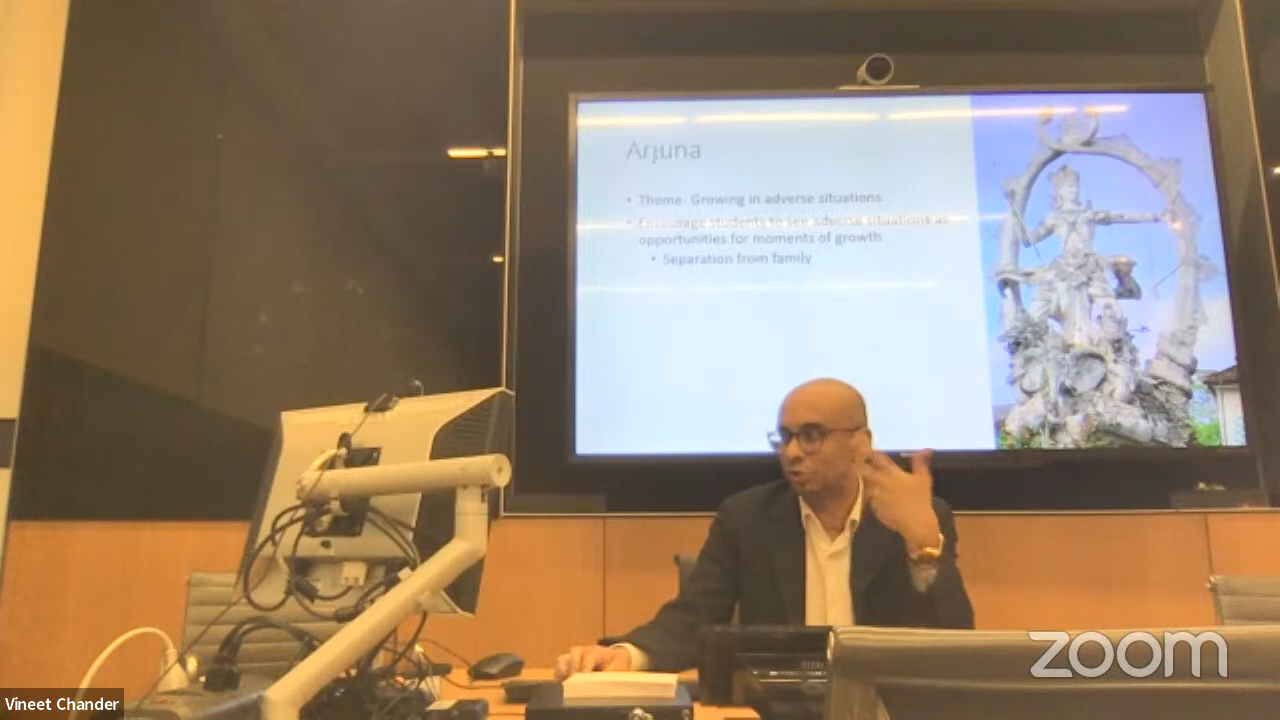 Arjuna
• Theme: Growing in adverse situations
• Encourage students to see adverse situations as
opportunities for moments of growth
• Separation from family
zoom
Vineet Chander